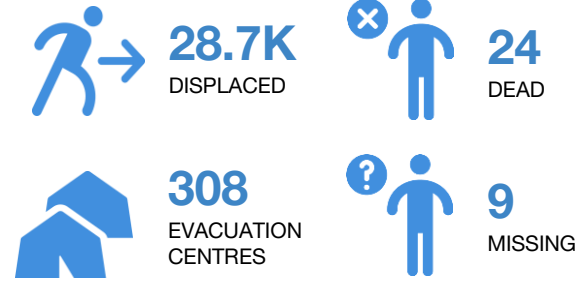 28.7K
DISPLACED
24
DEAD
308
EVACUATION
CENTRES
?
9
MISSING